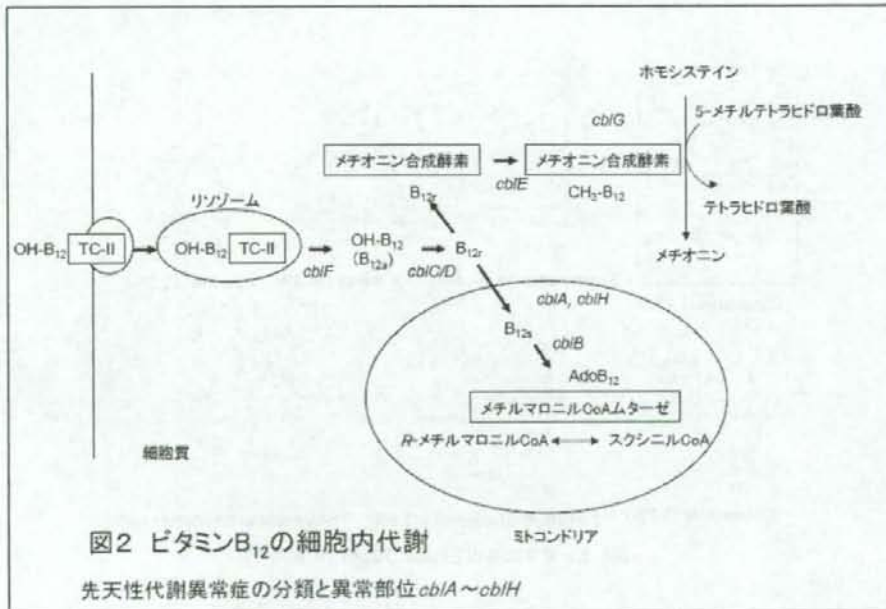 ホモシステイン
cblG
5-メチルテトラヒドロ葉酸
メチオニン合成酵素
cblE
メチオニン合成酵素
B₁₂ᵣ
CH₃-B₁₂
テトラヒドロ葉酸
メチオニン
リソゾーム
OH-B₁₂ TC-II
OH-B₁₂ TC-II
cblF
OH-B₁₂
(B₁₂ₐ)
cblC/D
B₁₂ᵣ
cblA, cblH
B₁₂ₛ
cblB
AdoB₁₂
メチルマロニルCoAムターゼ
R-メチルマロニルCoA
スクシニルCoA
細胞質
ミトコンドリア
図2 ビタミンB₁₂の細胞内代謝
先天性代謝異常症の分類と異常部位cblA～cblH